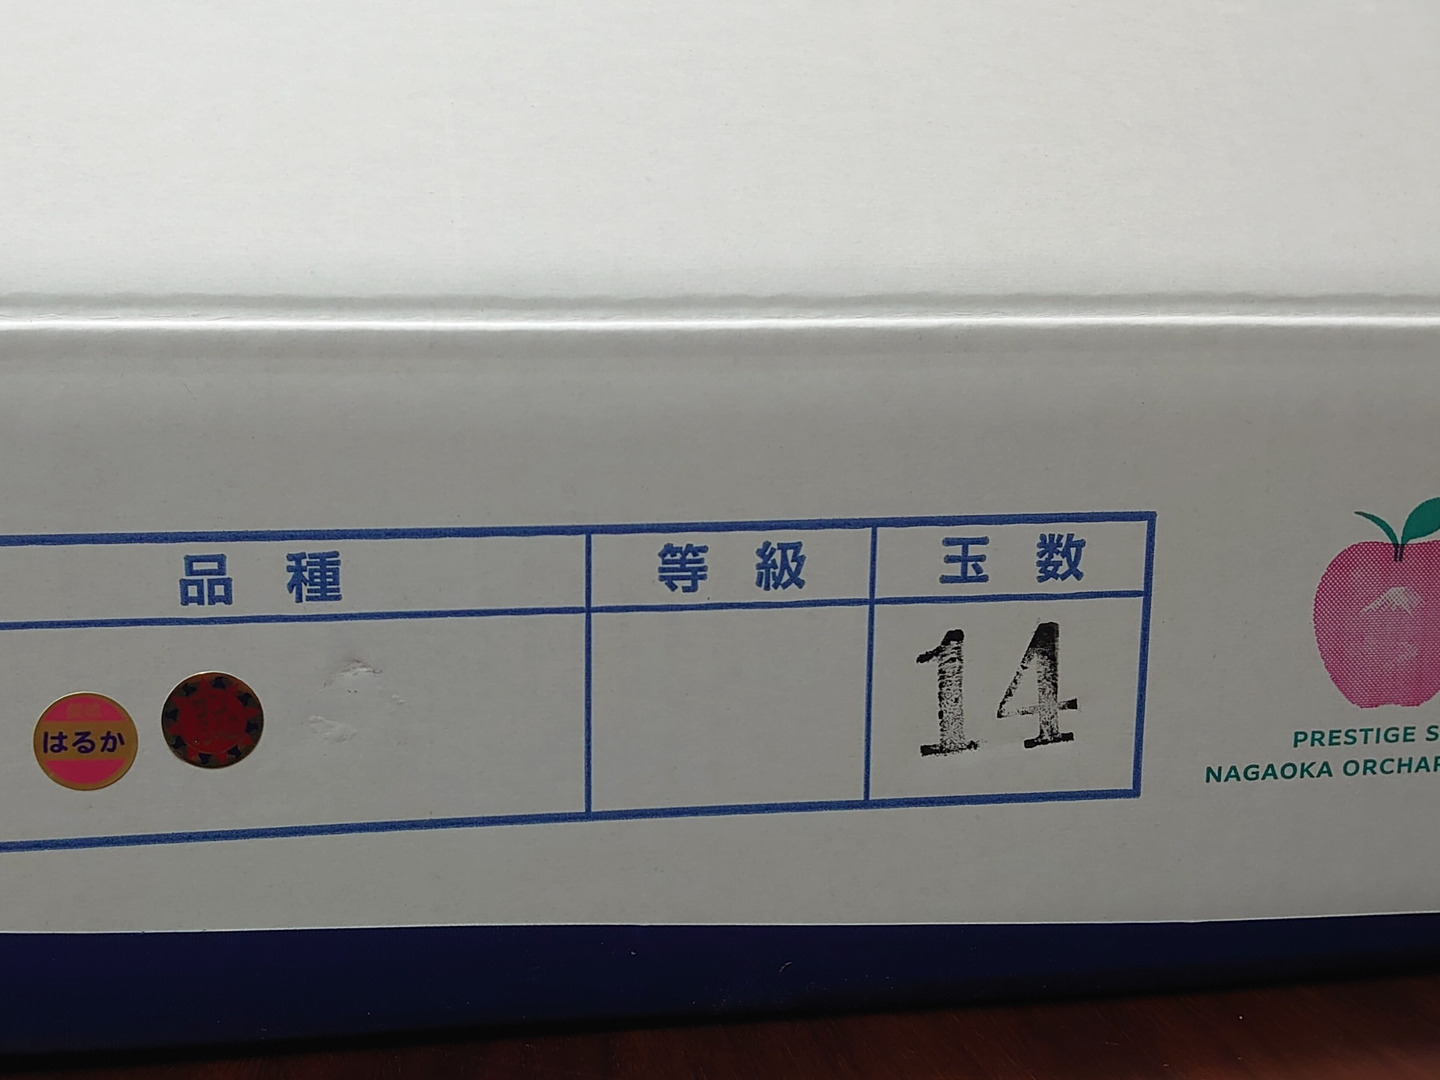 品種 等級 玉数
はるか 14
PRESTIGE S
NAGAOKA ORCHAR